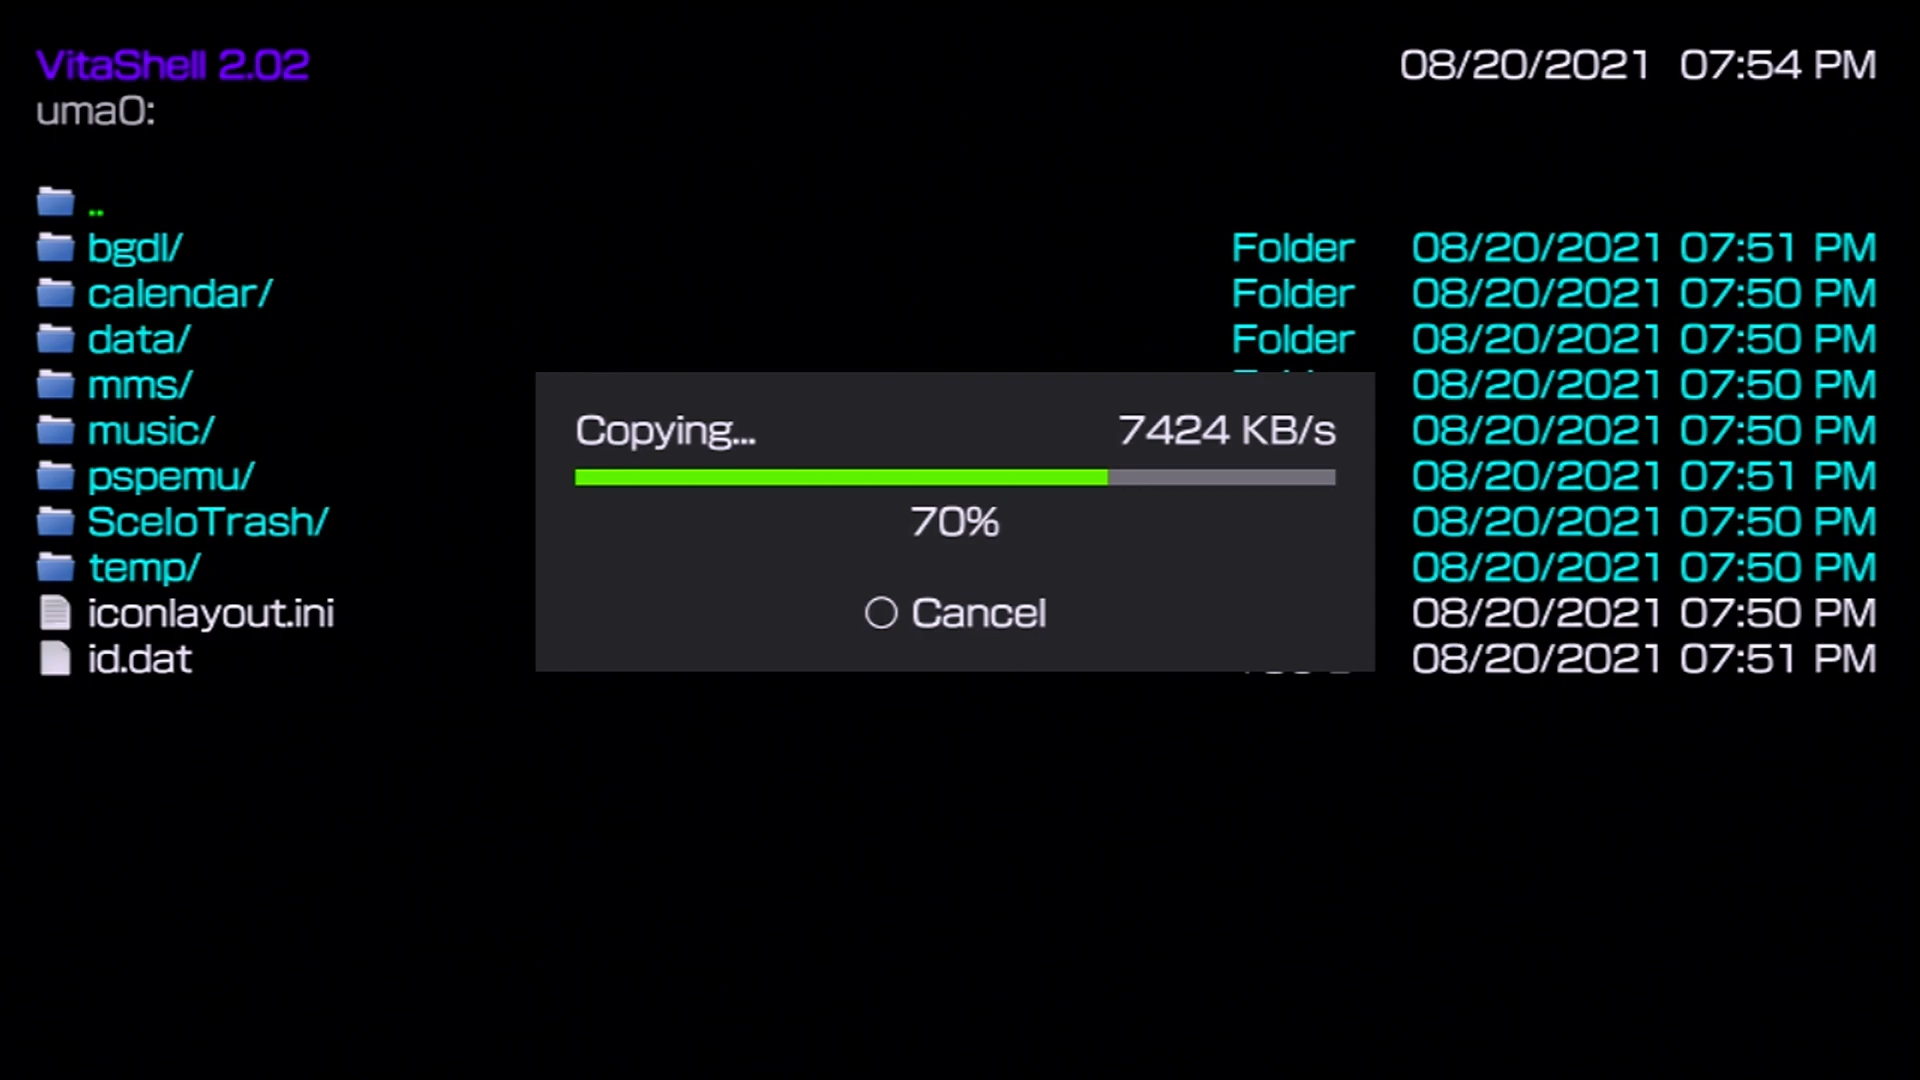 VitaShell 2.02 08/20/2021 07:54 PM
uma0:
..
bgdl/ Folder 08/20/2021 07:51 PM
calendar/ Folder 08/20/2021 07:50 PM
data/ Folder 08/20/2021 07:50 PM
mms/ 08/20/2021 07:50 PM
music/ 08/20/2021 07:50 PM
pspemu/ 08/20/2021 07:51 PM
SceIoTrash/ 08/20/2021 07:50 PM
temp/ 08/20/2021 07:50 PM
iconlayout.ini 08/20/2021 07:50 PM
id.dat 08/20/2021 07:51 PM
Copying... 7424 KB/s
70%
Cancel